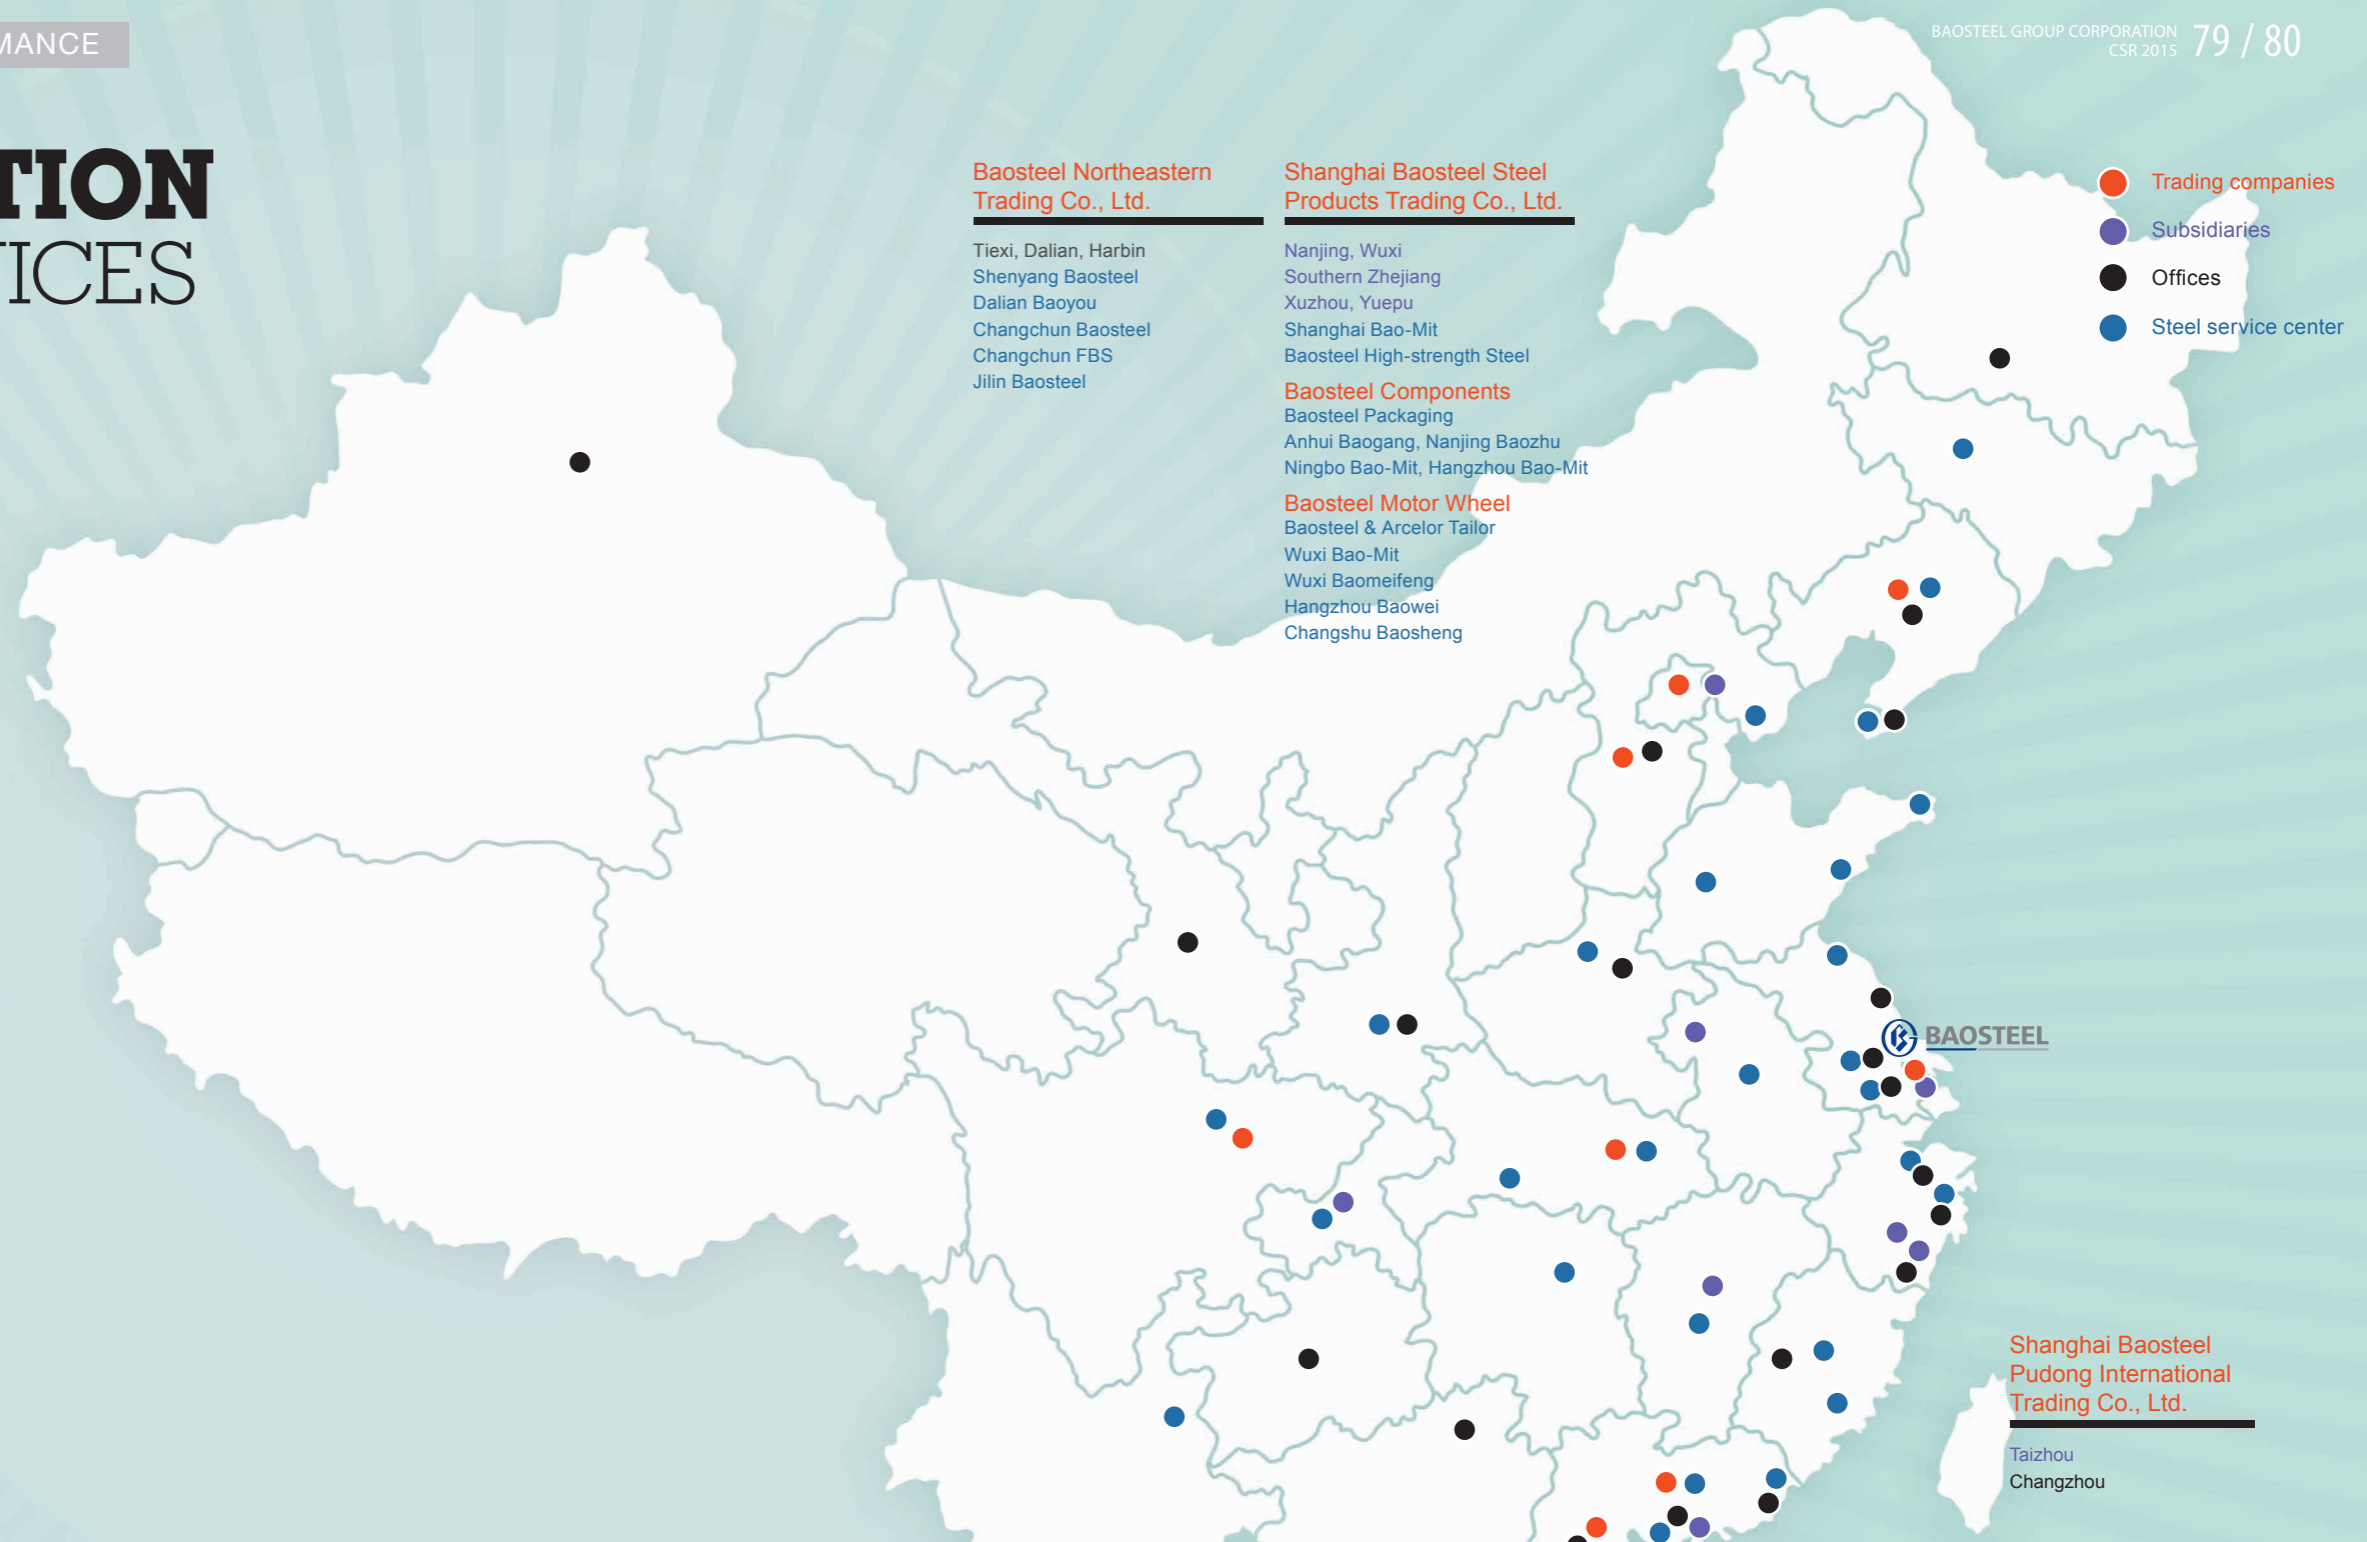 MANCE
BAOSTEEL GROUP CORPORATION
CSR 2015
79 / 80
TION
ICES
Baosteel Northeastern
Trading Co., Ltd.
Tiexi, Dalian, Harbin
Shenyang Baosteel
Dalian Baoyou
Changchun Baosteel
Changchun FBS
Jilin Baosteel
Shanghai Baosteel Steel
Products Trading Co., Ltd.
Nanjing, Wuxi
Southern Zhejiang
Xuzhou, Yuepu
Shanghai Bao-Mit
Baosteel High-strength Steel
Baosteel Components
Baosteel Packaging
Anhui Baogang, Nanjing Baozhu
Ningbo Bao-Mit, Hangzhou Bao-Mit
Baosteel Motor Wheel
Baosteel & Arcelor Tailor
Wuxi Bao-Mit
Wuxi Baomeifeng
Hangzhou Baowei
Changshu Baosheng
Trading companies
Subsidiaries
Offices
Steel service center
BAOSTEEL
Shanghai Baosteel
Pudong International
Trading Co., Ltd.
Taizhou
Changzhou